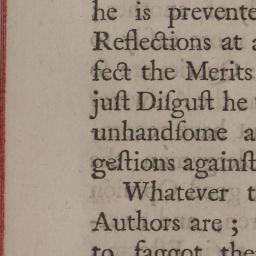 he is prevente
Reflections at a
fect the Merits
juſt Diſguſt he
unhandſome a
geſtions againſt
Whatever t
Authors are ;
to faggot the